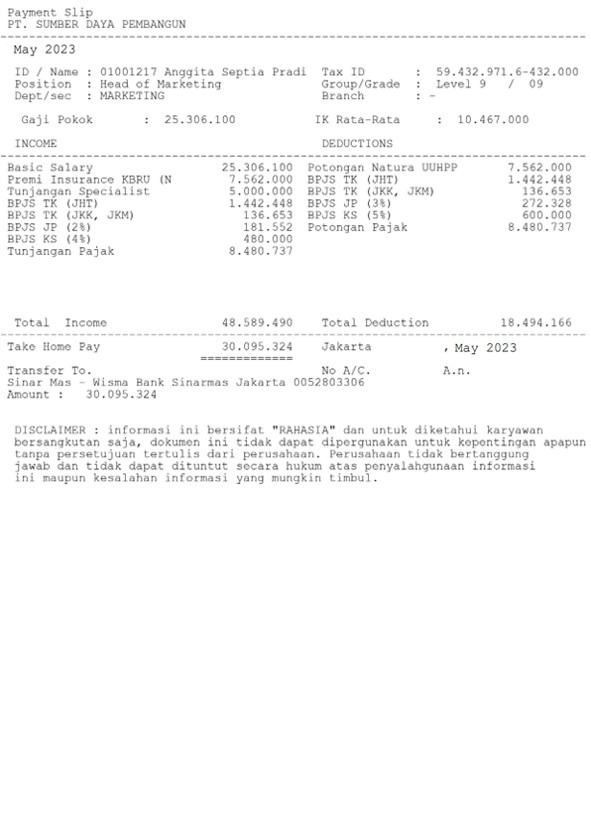 Payment Slip
PT. SUMBER DAYA PEMBANGUN
May 2023
ID / Name : 01001217 Anggita Septia Pradi Tax ID : 59.432.971.6-432.000
Position : Head of Marketing Group/Grade : Level 9 / 09
Dept/sec : MARKETING Branch : -
Gaji Pokok : 25.306.100 IK Rata-Rata : 10.467.000
INCOME DEDUCTIONS
Basic Salary 25.306.100 Potongan Natura UUHPP 7.562.000
Premi Insurance KBRU (N 7.562.000 BPJS TK (JHT) 1.442.448
Tunjangan Specialist 5.000.000 BPJS TK (JKK, JKM) 136.653
BPJS TK (JHT) 1.442.448 BPJS JP (3%) 272.328
BPJS TK (JKK, JKM) 136.653 BPJS KS (5%) 600.000
BPJS JP (2%) 181.552 Potongan Pajak 8.480.737
BPJS KS (4%) 480.000
Tunjangan Pajak 8.480.737
Total Income 48.589.490 Total Deduction 18.494.166
Take Home Pay 30.095.324 Jakarta , May 2023
=============
Transfer To. No A/C. A.n.
Sinar Mas - Wisma Bank Sinarmas Jakarta 0052803306
Amount : 30.095.324
DISCLAIMER : informasi ini bersifat "RAHASIA" dan untuk diketahui karyawan
bersangkutan saja, dokumen ini tidak dapat dipergunakan untuk kepentingan apapun
tanpa persetujuan tertulis dari perusahaan. Perusahaan tidak bertanggung
jawab dan tidak dapat dituntut secara hukum atas penyalahgunaan informasi
ini maupun kesalahan informasi yang mungkin timbul.